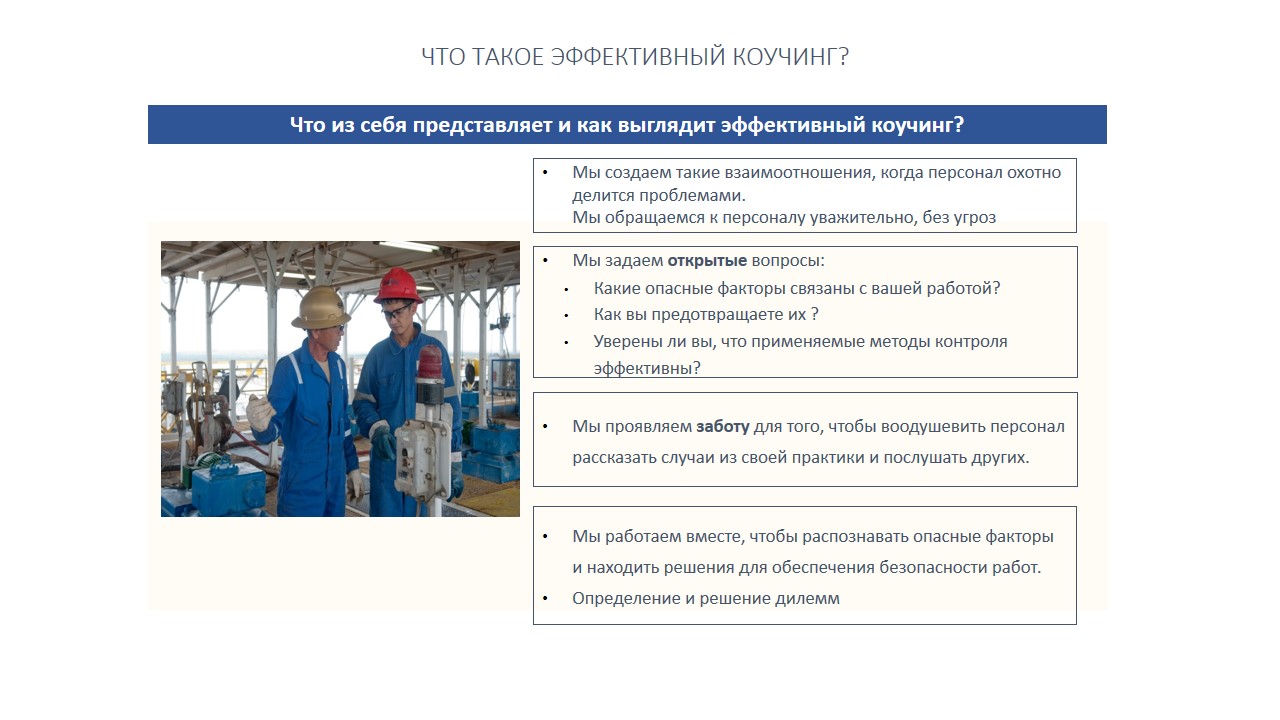 ЧТО ТАКОЕ ЭФФЕКТИВНЫЙ КОУЧИНГ?
Что из себя представляет и как выглядит эффективный коучинг?
• Мы создаем такие взаимоотношения, когда персонал охотно
делится проблемами.
Мы обращаемся к персоналу уважительно, без угроз
• Мы задаем открытые вопросы:
• Какие опасные факторы связаны с вашей работой?
• Как вы предотвращаете их ?
• Уверены ли вы, что применяемые методы контроля
эффективны?
• Мы проявляем заботу для того, чтобы воодушевить персонал
рассказать случаи из своей практики и послушать других.
• Мы работаем вместе, чтобы распознавать опасные факторы
и находить решения для обеспечения безопасности работ.
• Определение и решение дилемм